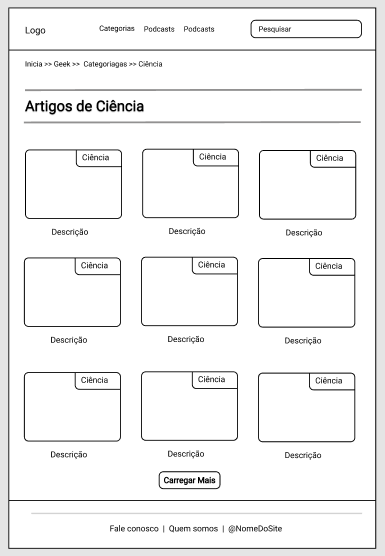 Logo Categorias Podcasts Podcasts Pesquisar
Inicia >> Geek >> Categoriagas >> Ciência
Artigos de Ciência
Ciência Ciência Ciência
Descrição Descrição Descrição
Ciência Ciência Ciência
Descrição Descrição Descrição
Ciência Ciência Ciência
Descrição Descrição Descrição
Carregar Mais
Fale conosco | Quem somos | @NomeDoSite